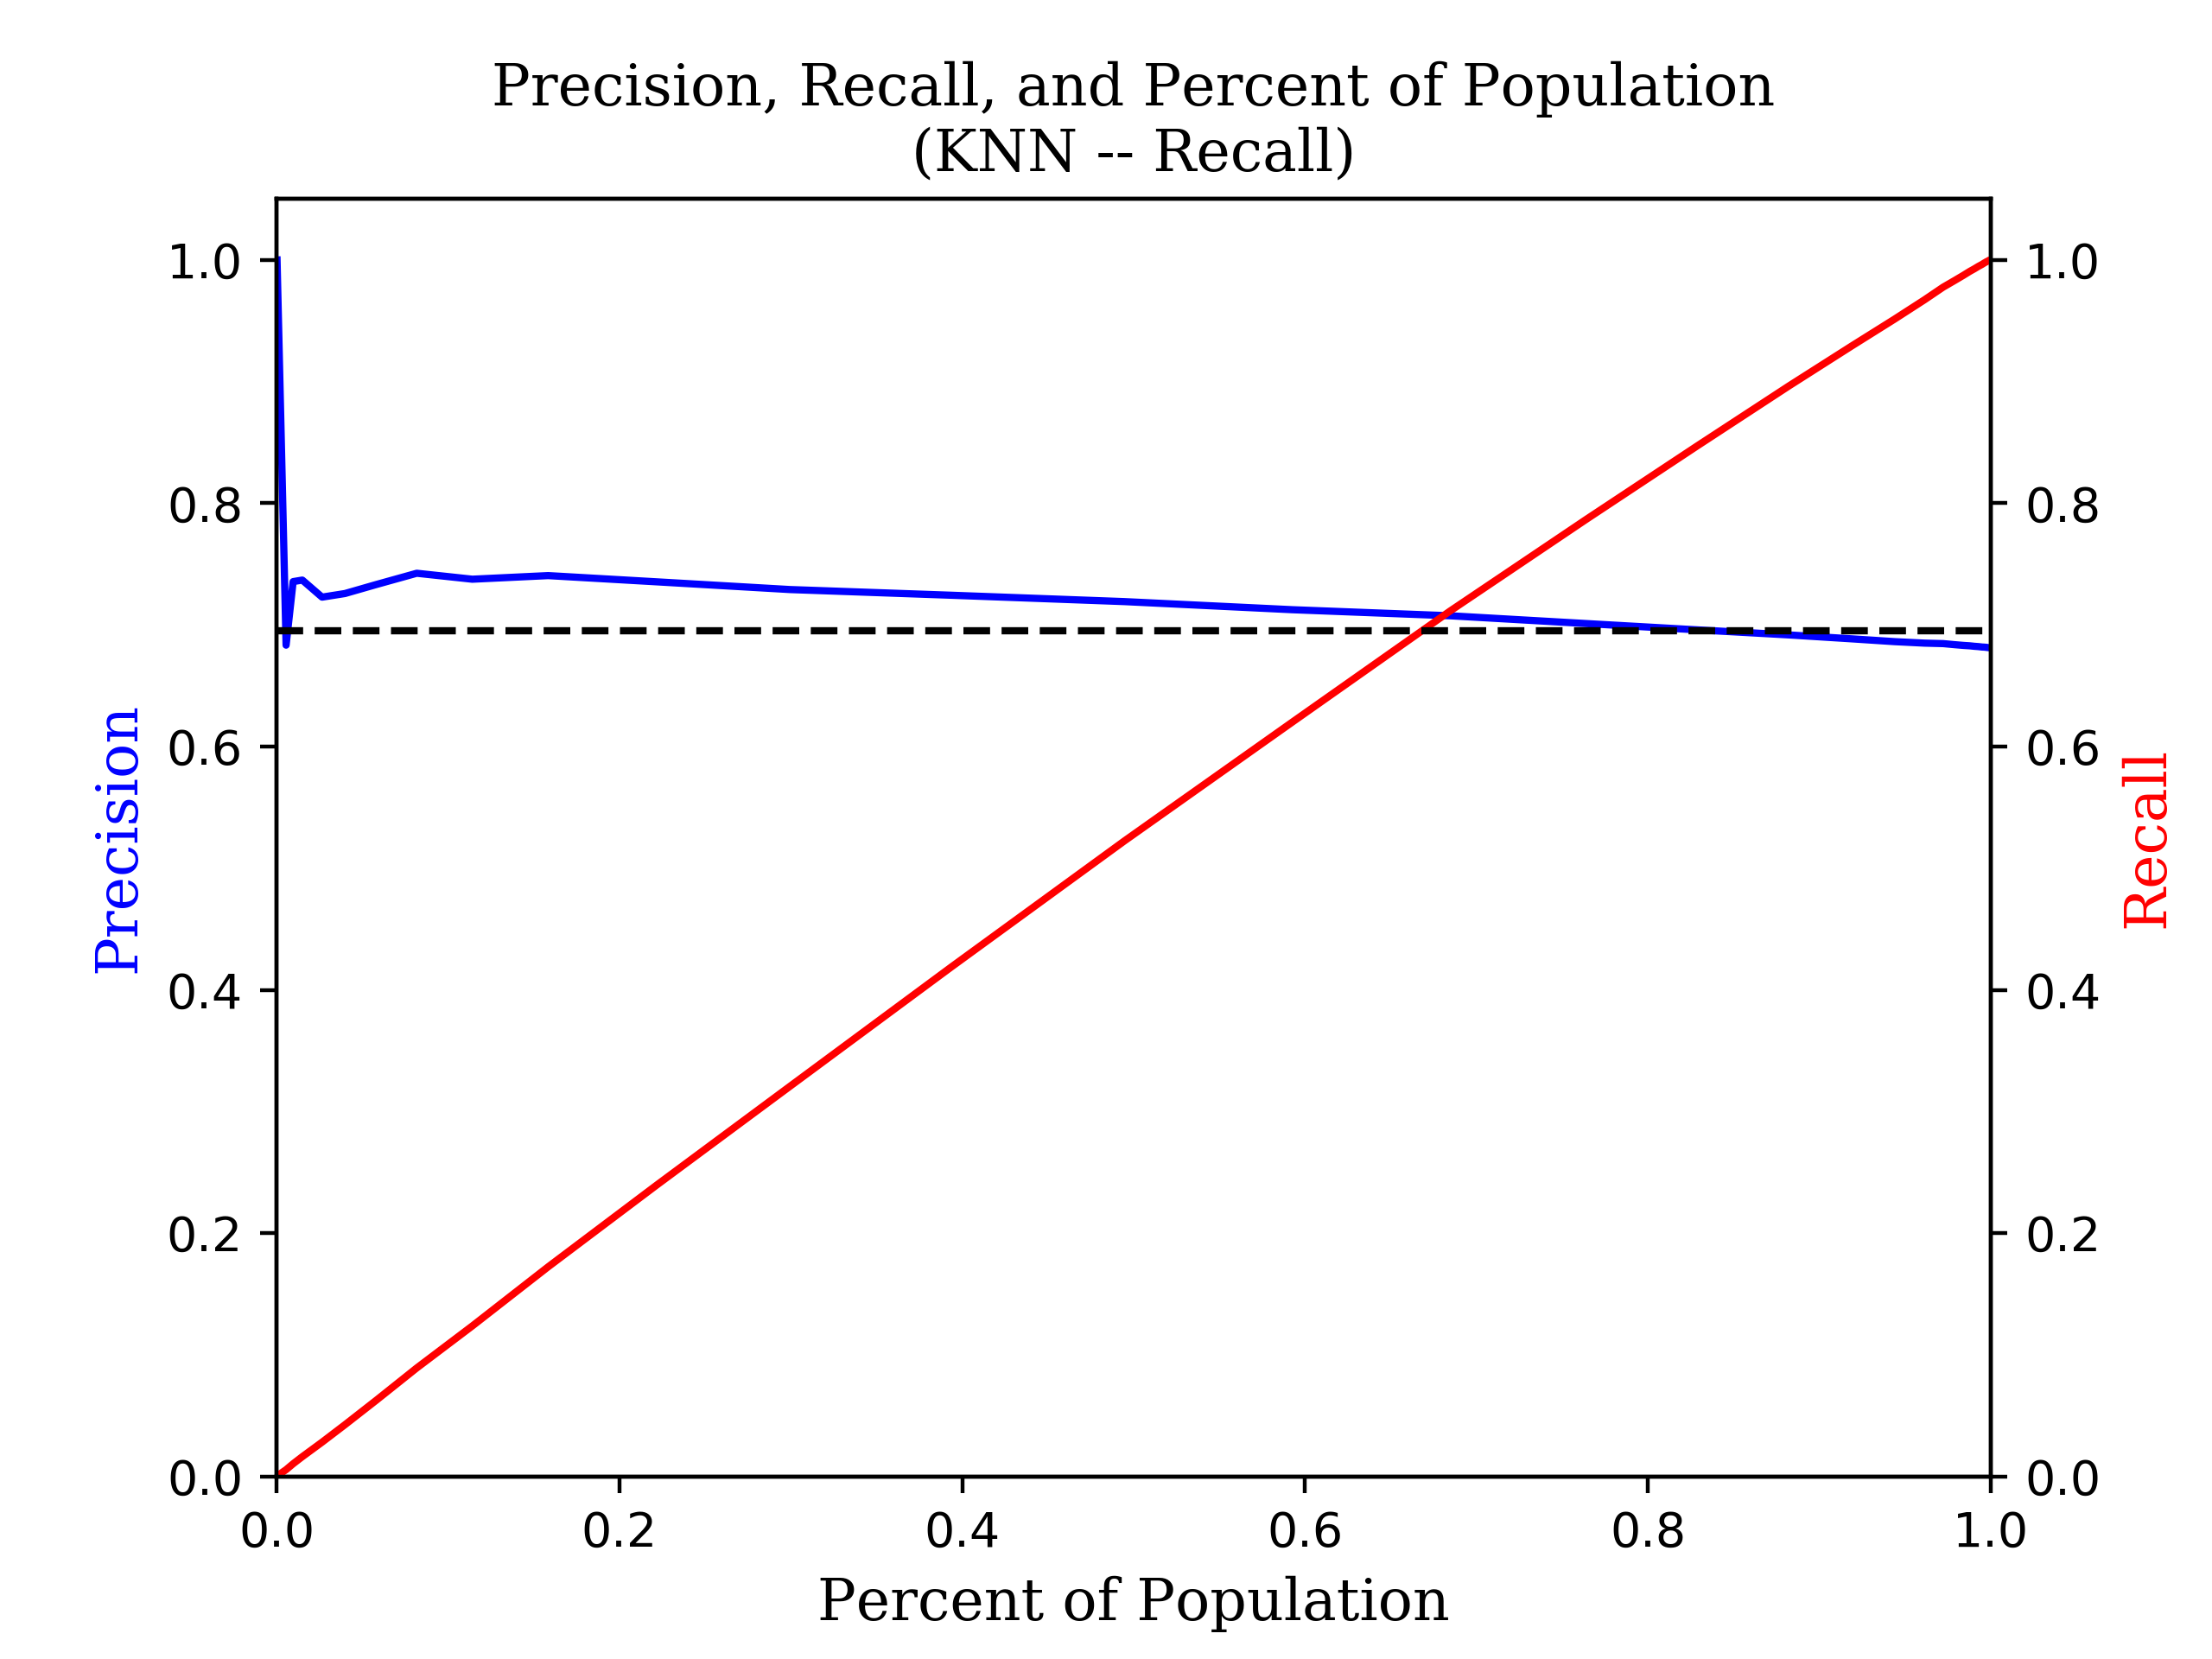 Precision, Recall, and Percent of Population
(KNN -- Recall)
1.0
0.8
0.6
0.4
0.2
0.0
Precision
1.0
0.8
0.6
0.4
0.2
0.0
Recall
0.0 0.2 0.4 0.6 0.8 1.0
Percent of Population